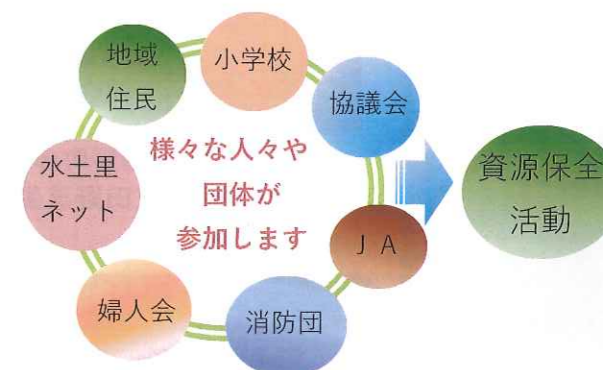 地域
住民
小学校
協議会
様々な人々や
団体が
参加します
水土里
ネット
ＪＡ
婦人会
消防団
資源保全
活動